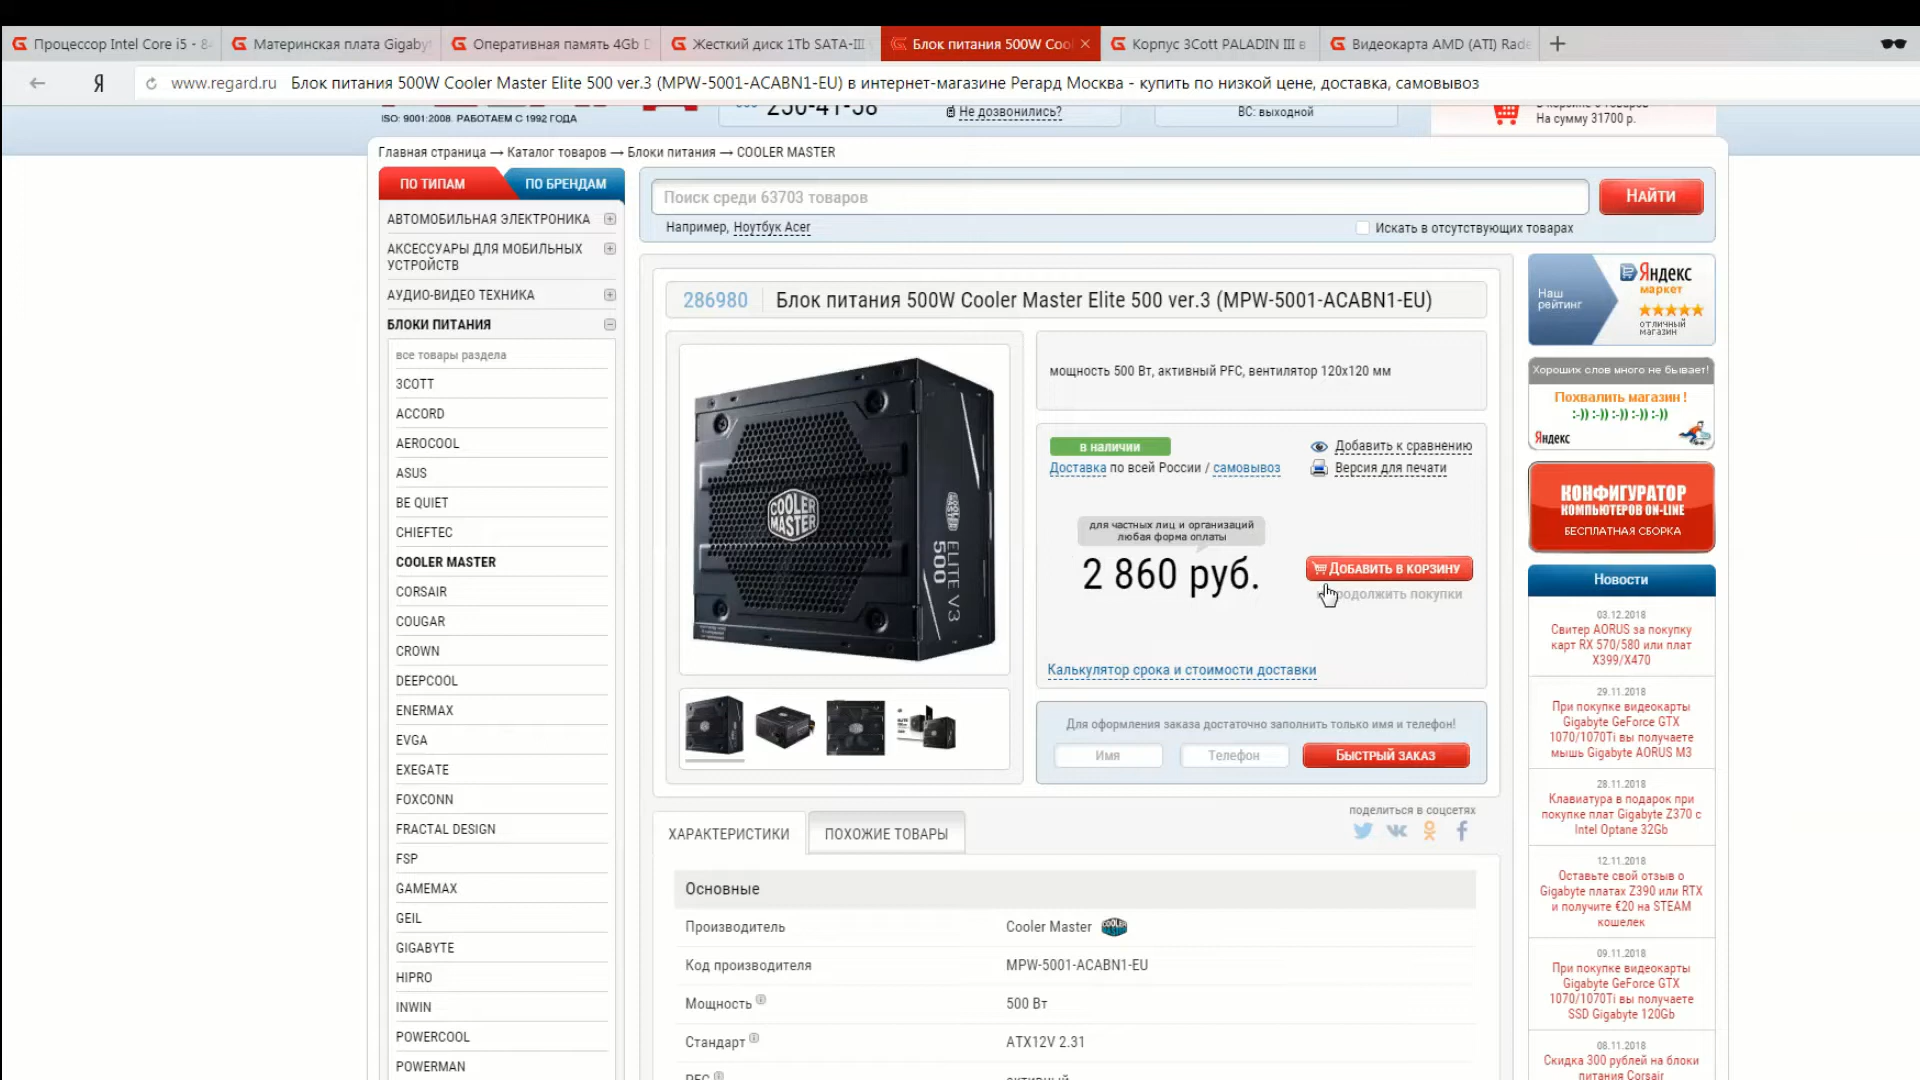 Процессор Intel Core i5 - 84
Материнская плата Gigaby
Оперативная память 4Gb D
Жесткий диск 1Tb SATA-III
Блок питания 500W Coo
Корпус 3Cott PALADIN III в
Видеокарта AMD (ATI) Rade
Я
www.regard.ru Блок питания 500W Cooler Master Elite 500 ver.3 (MPW-5001-ACABN1-EU) в интернет-магазине Регард Москва - купить по низкой цене, доставка, самовывоз
ISO: 9001:2008. РАБОТАЕМ С 1992 ГОДА
Не дозвонились?
ВС: выходной
На сумму 31700 р.
Главная страница → Каталог товаров → Блоки питания → COOLER MASTER
ПО ТИПАМ
ПО БРЕНДАМ
АВТОМОБИЛЬНАЯ ЭЛЕКТРОНИКА
АКСЕССУАРЫ ДЛЯ МОБИЛЬНЫХ
УСТРОЙСТВ
АУДИО-ВИДЕО ТЕХНИКА
БЛОКИ ПИТАНИЯ
все товары раздела
3COTT
ACCORD
AEROCOOL
ASUS
BE QUIET
CHIEFTEC
COOLER MASTER
CORSAIR
COUGAR
CROWN
DEEPCOOL
ENERMAX
EVGA
EXEGATE
FOXCONN
FRACTAL DESIGN
FSP
GAMEMAX
GEIL
GIGABYTE
HIPRO
INWIN
POWERCOOL
POWERMAN
Поиск среди 63703 товаров
НАЙТИ
Например, Ноутбук Acer
Искать в отсутствующих товарах
286980 Блок питания 500W Cooler Master Elite 500 ver.3 (MPW-5001-ACABN1-EU)
COOLER
MASTER
ELITE V3
500
мощность 500 Вт, активный PFC, вентилятор 120x120 мм
в наличии
Доставка по всей России / самовывоз
Добавить к сравнению
Версия для печати
для частных лиц и организаций
любая форма оплаты
2 860 руб.
ДОБАВИТЬ В КОРЗИНУ
родолжить покупки
Калькулятор срока и стоимости доставки
Для оформления заказа достаточно заполнить только имя и телефон!
Имя
Телефон
БЫСТРЫЙ ЗАКАЗ
поделиться в соцсетях
ХАРАКТЕРИСТИКИ
ПОХОЖИЕ ТОВАРЫ
Основные
Производитель Cooler Master
Код производителя MPW-5001-ACABN1-EU
Мощность 500 Вт
Стандарт ATX12V 2.31
PFC активный
Наш
рейтинг
Яндекс
маркет
отличный
магазин
Хороших слов много не бывает!
Похвалить магазин !
:-)) :-)) :-)) :-)) :-))
Яндекс
КОНФИГУРАТОР
КОМПЬЮТЕРОВ ON-LINE
БЕСПЛАТНАЯ СБОРКА
Новости
03.12.2018
Свитер AORUS за покупку
карт RX 570/580 или плат
X399/X470
29.11.2018
При покупке видеокарты
Gigabyte GeForce GTX
1070/1070Ti вы получаете
мышь Gigabyte AORUS M3
28.11.2018
Клавиатура в подарок при
покупке плат Gigabyte Z370 с
Intel Optane 32Gb
12.11.2018
Оставьте свой отзыв о
Gigabyte платах Z390 или RTX
и получите €20 на STEAM
кошелек
09.11.2018
При покупке видеокарты
Gigabyte GeForce GTX
1070/1070Ti вы получаете
SSD Gigabyte 120Gb
08.11.2018
Скидка 300 рублей на блоки
питания Corsair